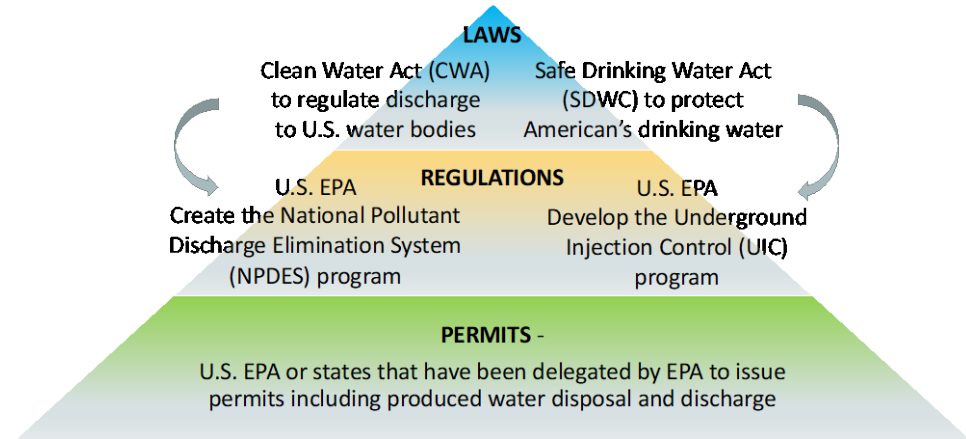 LAWS
Clean Water Act (CWA)
to regulate discharge
to U.S. water bodies
Safe Drinking Water Act
(SDWC) to protect
American's drinking water
REGULATIONS
U.S. EPA
Create the National Pollutant
Discharge Elimination System
(NPDES) program
U.S. EPA
Develop the Underground
Injection Control (UIC)
program
PERMITS -
U.S. EPA or states that have been delegated by EPA to issue
permits including produced water disposal and discharge